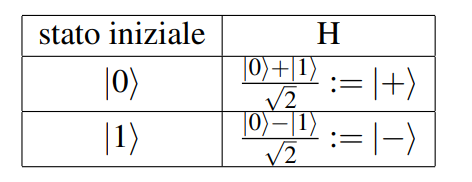 stato iniziale H
|0⟩ |0⟩+|1⟩/√2 := |+⟩
|1⟩ |0⟩−|1⟩/√2 := |−⟩